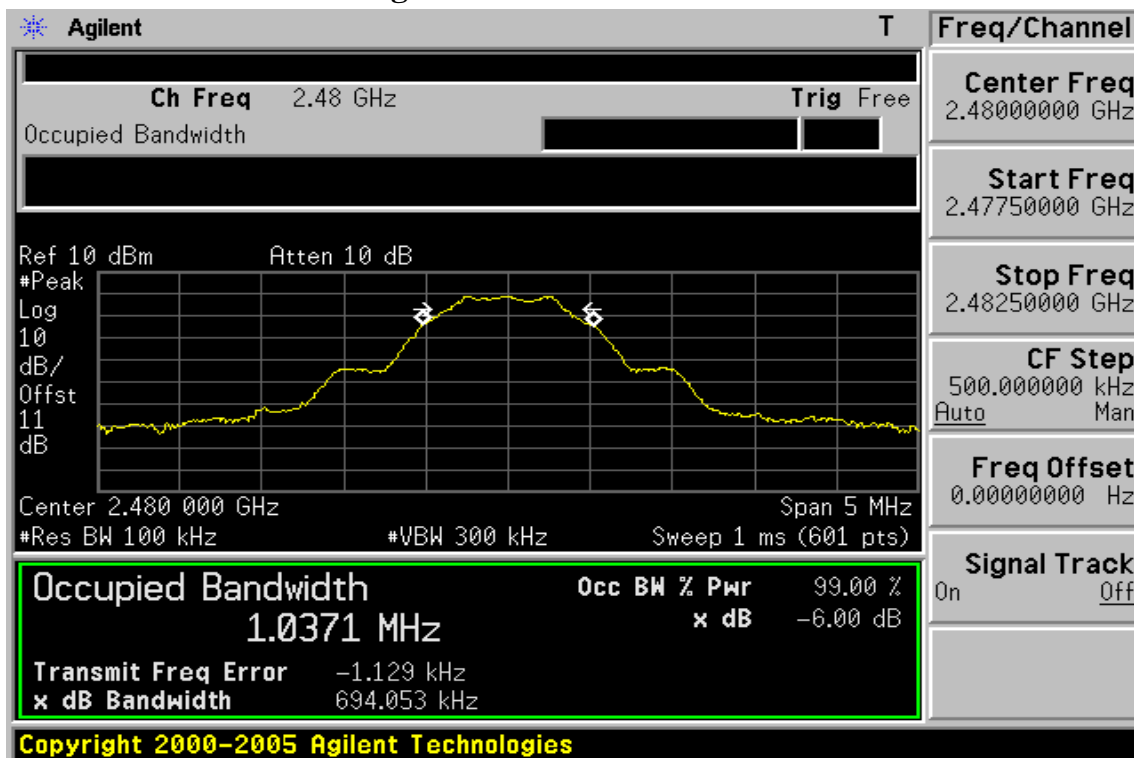 Agilent T
Ch Freq 2.48 GHz Trig Free
Occupied Bandwidth
Ref 10 dBm Atten 10 dB
#Peak
Log
10
dB/
Offst
11
dB
Center 2.480 000 GHz Span 5 MHz
#Res BW 100 kHz #VBW 300 kHz Sweep 1 ms (601 pts)
Occupied Bandwidth
1.0371 MHz
Occ BW % Pwr 99.00 %
x dB -6.00 dB
Transmit Freq Error -1.129 kHz
x dB Bandwidth 694.053 kHz
Copyright 2000-2005 Agilent Technologies
Freq/Channel
Center Freq
2.48000000 GHz
Start Freq
2.47750000 GHz
Stop Freq
2.48250000 GHz
CF Step
500.000000 kHz
Auto Man
Freq Offset
0.00000000 Hz
Signal Track
On Off